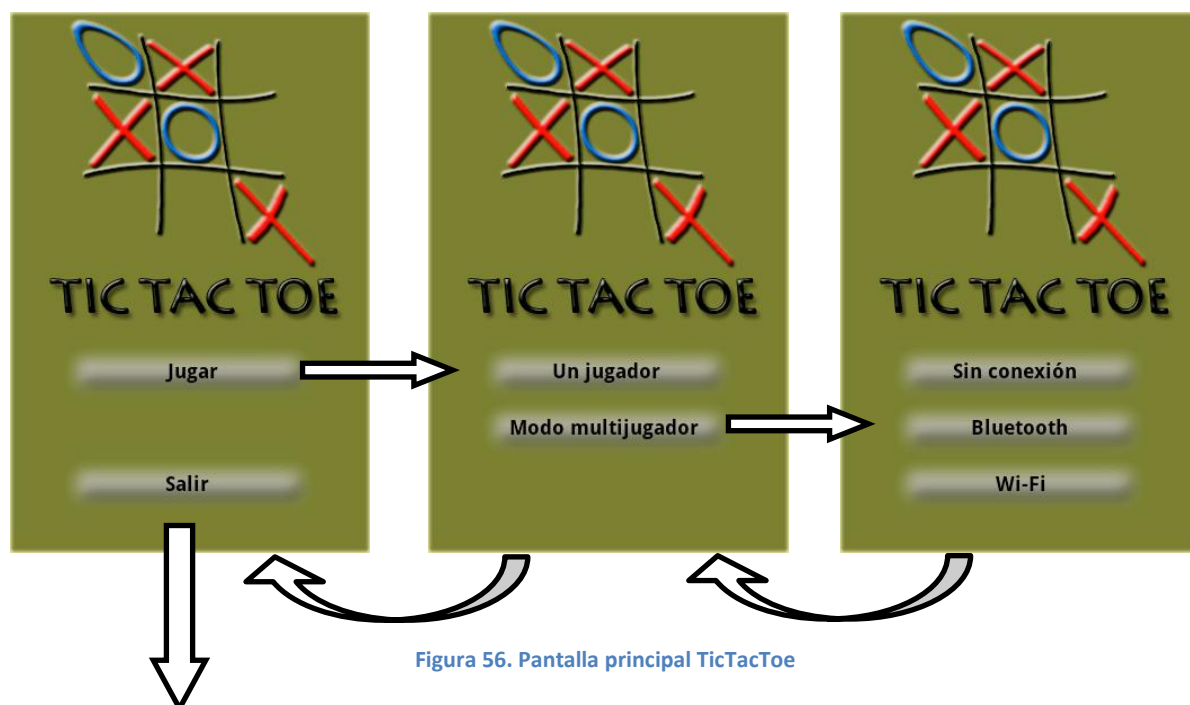 TIC TAC TOE
Jugar
Salir
TIC TAC TOE
Un jugador
Modo multijugador
TIC TAC TOE
Sin conexión
Bluetooth
Wi-Fi
Figura 56. Pantalla principal TicTacToe